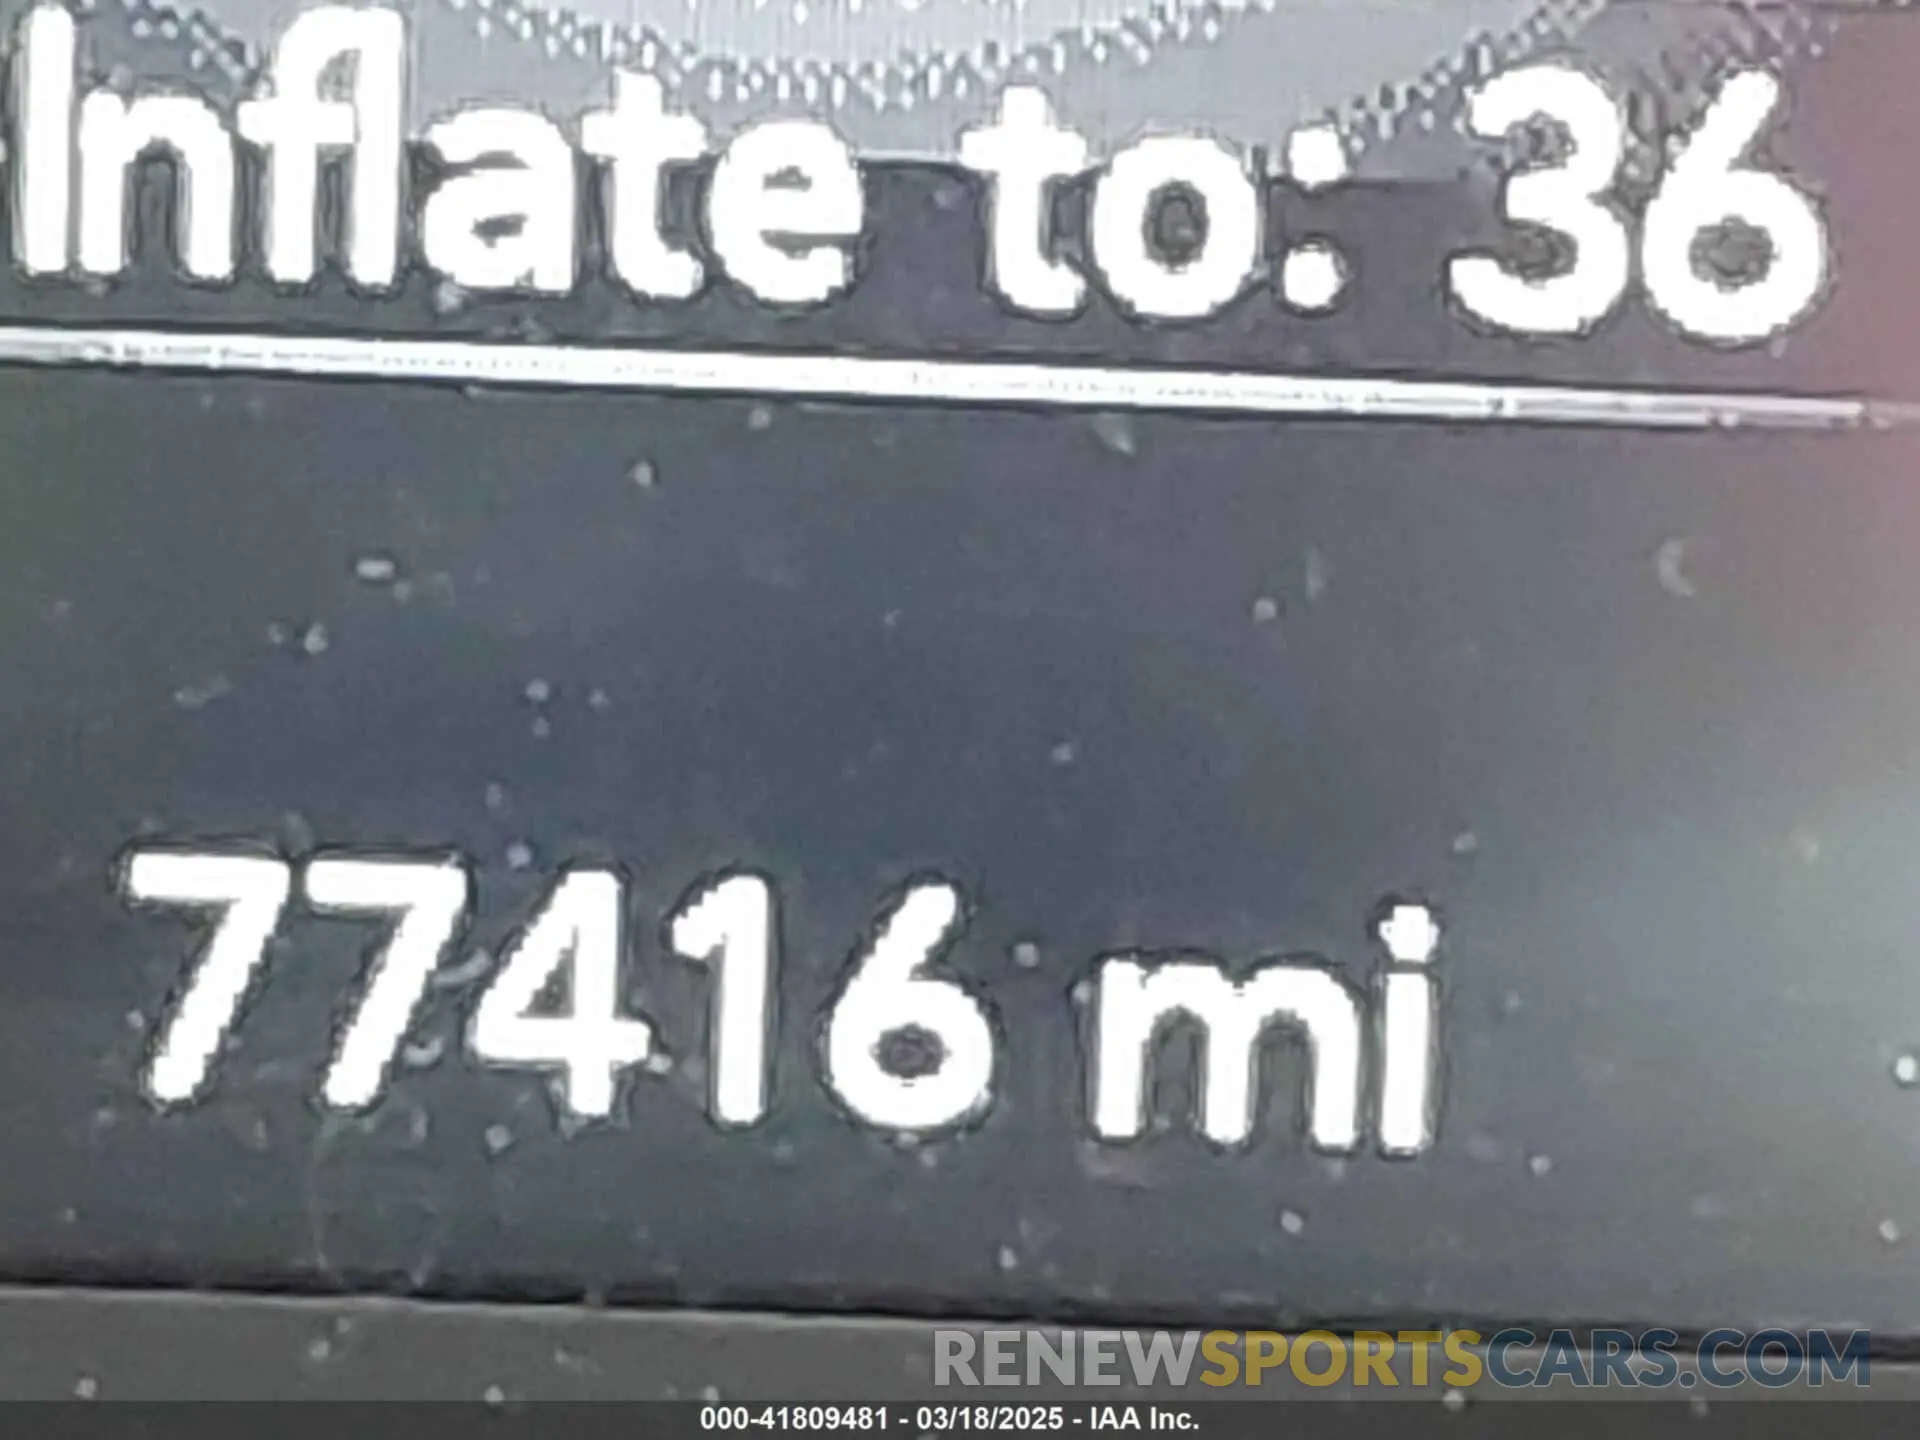 Inflate to: 36
77416 mi
RENEWSPORTSCARS.COM
000-41809481 - 03/18/2025 - IAA Inc.